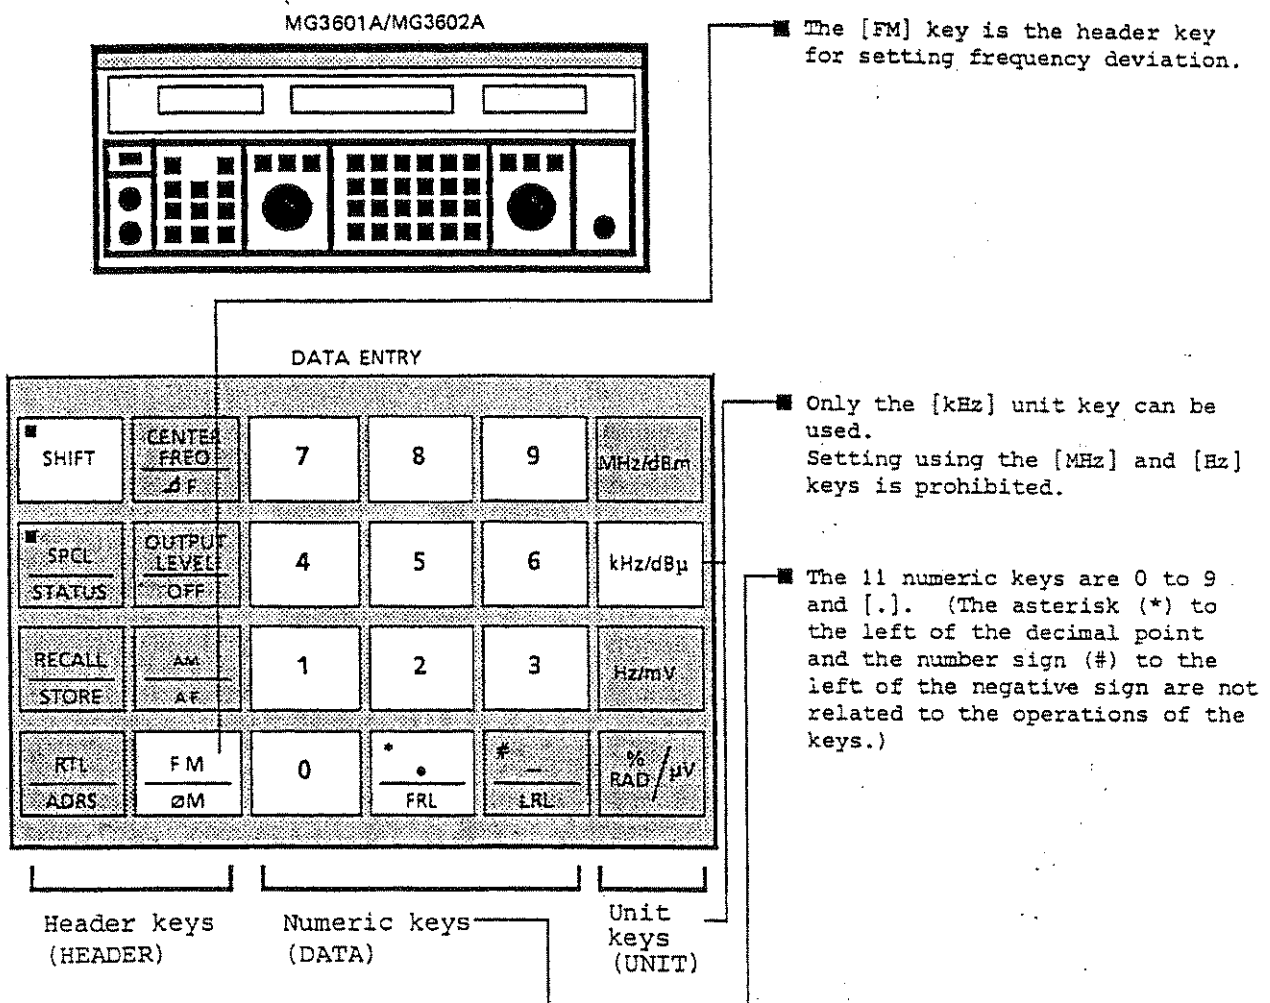 MG3601A/MG3602A
The [FM] key is the header key
for setting frequency deviation.
DATA ENTRY
SHIFT
CENTER
FREQ
⊿F
7
8
9
MHz/dBm
SPCL
STATUS
OUTPUT
LEVEL
OFF
4
5
6
kHz/dBμ
RECALL
STORE
AM
AF
1
2
3
Hz/mV
RTL
ADRS
FM
ØM
0
* .
FRL
# -
LRL
%
RAD/μV
Only the [kHz] unit key can be
used.
Setting using the [MHz] and [Hz]
keys is prohibited.
The 11 numeric keys are 0 to 9
and [.]. (The asterisk (*) to
the left of the decimal point
and the number sign (#) to the
left of the negative sign are not
related to the operations of the
keys.)
Header keys
(HEADER)
Numeric keys
(DATA)
Unit
keys
(UNIT)